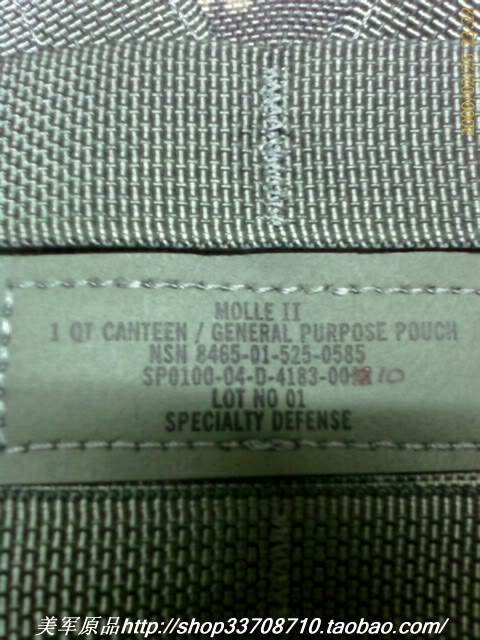 MOLLE II
1 QT CANTEEN / GENERAL PURPOSE POUCH
NSN 8465-01-525-0585
SP0100-04-D-4183-00 10
LOT NO 01
SPECIALTY DEFENSE
美军原品http://shop33708710.taobao.com/